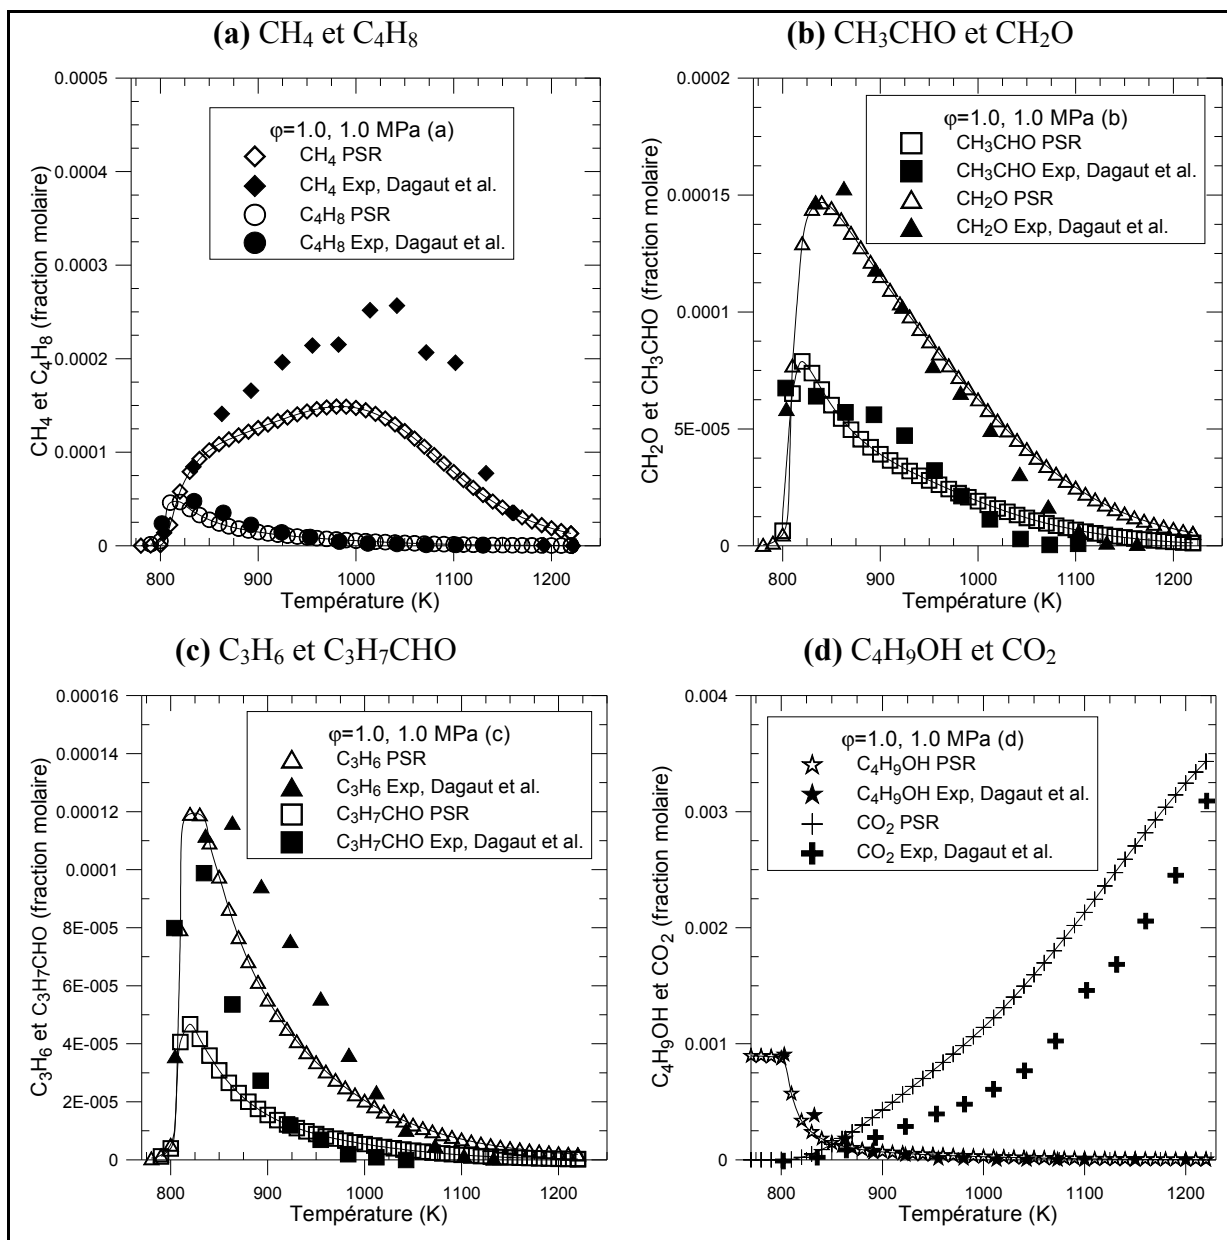 (a) CH4 et C4H8
0.0005
0.0004
0.0003
0.0002
0.0001
0
CH4 et C4H8 (fraction molaire)
φ=1.0, 1.0 MPa (a)
CH4 PSR
CH4 Exp, Dagaut et al.
C4H8 PSR
C4H8 Exp, Dagaut et al.
800 900 1000 1100 1200
Température (K)
(b) CH3CHO et CH2O
0.0002
0.00015
0.0001
5E-005
0
CH2O et CH3CHO (fraction molaire)
φ=1.0, 1.0 MPa (b)
CH3CHO PSR
CH3CHO Exp, Dagaut et al.
CH2O PSR
CH2O Exp, Dagaut et al.
800 900 1000 1100 1200
Température (K)
(c) C3H6 et C3H7CHO
0.00016
0.00014
0.00012
0.0001
8E-005
6E-005
4E-005
2E-005
0
C3H6 et C3H7CHO (fraction molaire)
φ=1.0, 1.0 MPa (c)
C3H6 PSR
C3H6 Exp, Dagaut et al.
C3H7CHO PSR
C3H7CHO Exp, Dagaut et al.
800 900 1000 1100 1200
Température (K)
(d) C4H9OH et CO2
0.004
0.003
0.002
0.001
0
C4H9OH et CO2 (fraction molaire)
φ=1.0, 1.0 MPa (d)
C4H9OH PSR
C4H9OH Exp, Dagaut et al.
CO2 PSR
CO2 Exp, Dagaut et al.
800 900 1000 1100 1200
Température (K)